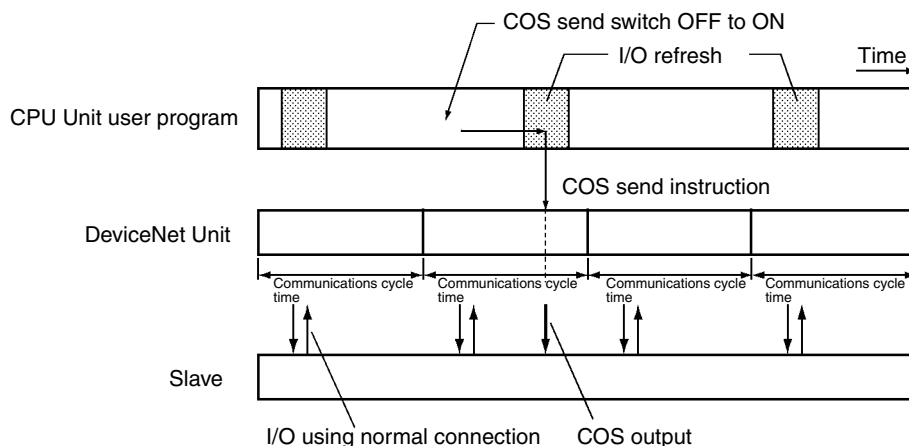 COS send switch OFF to ON
I/O refresh
Time
CPU Unit user program
COS send instruction
DeviceNet Unit
Communications cycle
time
Communications cycle
time
Communications cycle
time
Communications cycle
time
Slave
I/O using normal connection
COS output